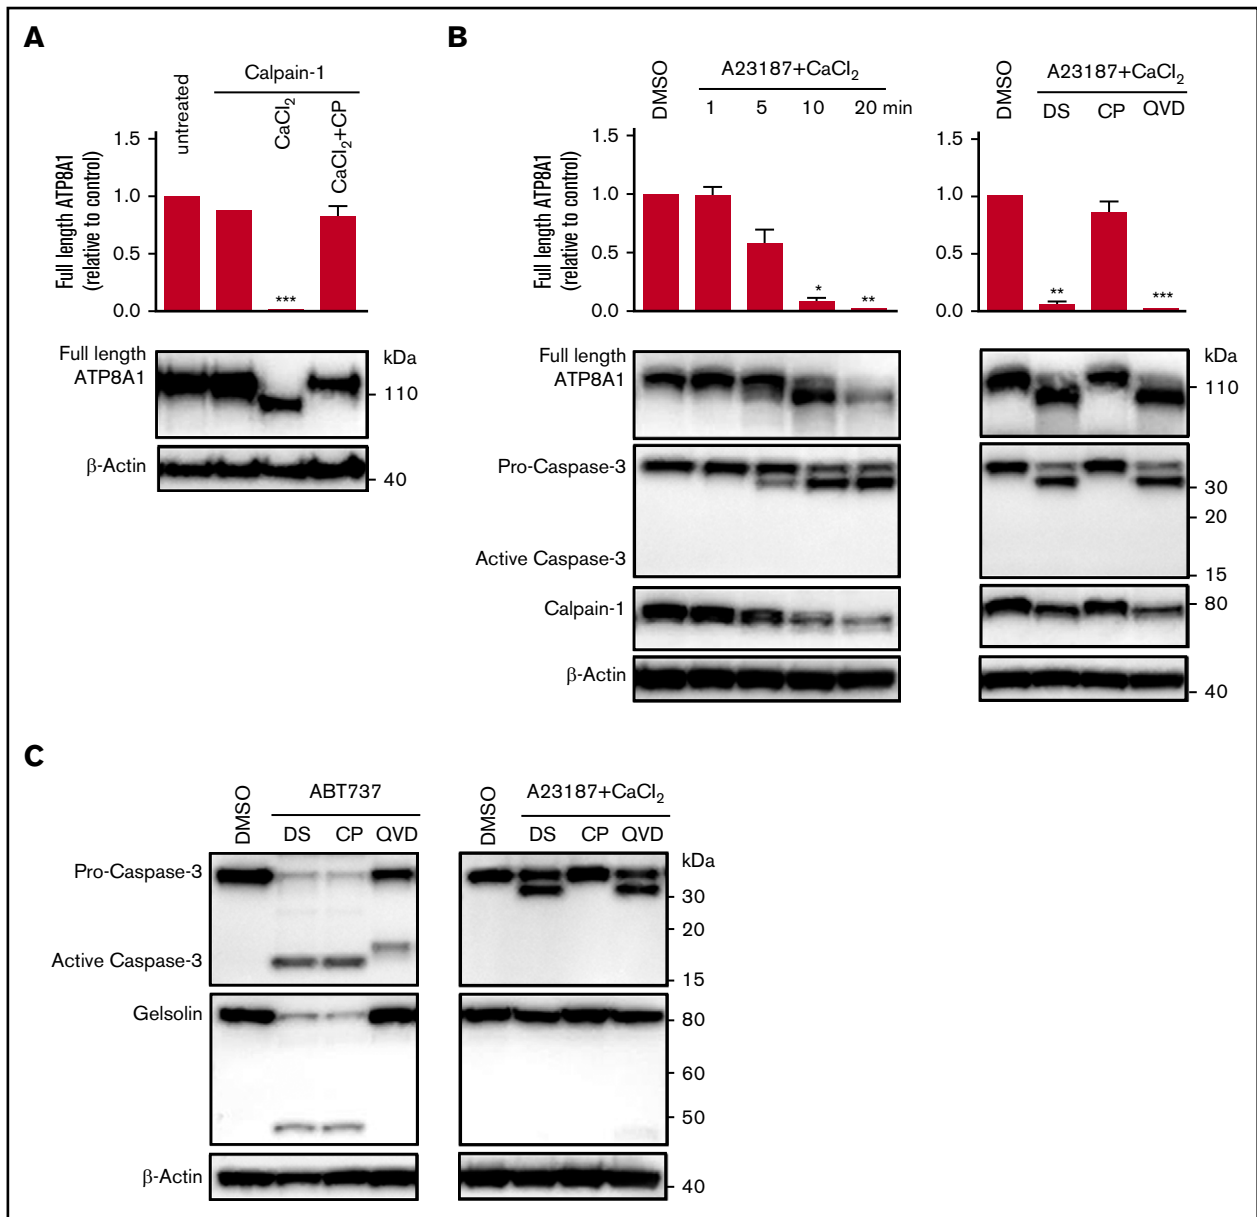 A
Calpain-1
untreated
CaCl2
CaCl2+CP
Full length ATP8A1
(relative to control)
1.5
1.0
0.5
0.0
***
Full length
ATP8A1
kDa
110
β-Actin
40
B
DMSO
A23187+CaCl2
1 5 10 20 min
Full length ATP8A1
(relative to control)
1.5
1.0
0.5
0.0
*
**
DMSO
A23187+CaCl2
DS CP QVD
1.5
1.0
0.5
0.0
**
***
Full length
ATP8A1
kDa
110
Pro-Caspase-3
30
20
Active Caspase-3
15
Calpain-1
80
β-Actin
40
C
DMSO
ABT737
DS CP QVD
DMSO
A23187+CaCl2
DS CP QVD
kDa
Pro-Caspase-3
30
20
Active Caspase-3
15
Gelsolin
80
60
50
β-Actin
40